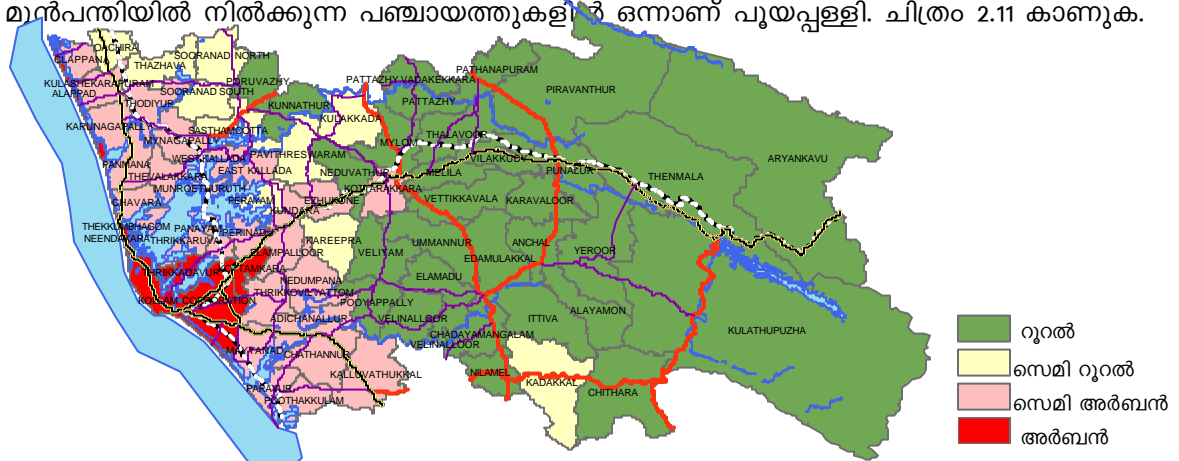 മുൻപന്തിയിൽ നിൽക്കുന്ന പഞ്ചായത്തുകളിൽ ഒന്നാണ് പൂയപ്പള്ളി. ചിത്രം 2.11 കാണുക.
OACHIRA
CLAPPANA
THAZHAVA
SOORANAD NORTH
KULASHEKARAPURAM
ALAPPAD
SOORANAD SOUTH
PORUVAZHY
THODIYUR
KUNNATHUR
PATTAZHY VADAKEKKARA
PATHANAPURAM
PIRAVANTHUR
PATTAZHY
KULAKKADA
KARUNAGAPALLY
SASTHAMCOTTA
MYNAGAPALLY
THALAVOOR
MYLOM
PANMANA
WEST KALLADA
PAVITHRESWARAM
VILAKKUDY
ARYANKAVU
THEVALAKKARA
EAST KALLADA
NEDUVATHUR
MELILA
PUNALUR
THENMALA
MUNROETHURUTH
KOTTARAKKARA
CHAVARA
PERAYAM
EZHUKONE
VETTIKKAVALA
KARAVALOOR
KUNDARA
THEKKUMBHAGOM
PANAYAM
PERINADU
NEENDAKARA
THRIKKARUVA
KAREEPRA
UMMANNUR
ANCHAL
YEROOR
ELAMPALLOOR
VELIYAM
EDAMULAKKAL
THRIKKADAVUR
NEDUMPANA
ELAMADU
THRIKKOVILVATTOM
KOLLAM CORPORATION
POOYAPPALLY
ADICHANALLUR
VELINALLOOR
ITTIVA
ALAYAMON
KULATHUPUZHA
CHADAYAMANGALAM
VELINALLOOR
MAYYANAD
CHATHANNUR
KALLUVATHUKKAL
NILAMEL
KADAKKAL
CHITHARA
PARAVUR
POOTHAKKULAM
റൂറൽ
സെമി റൂറൽ
സെമി അർബൻ
അർബൻ